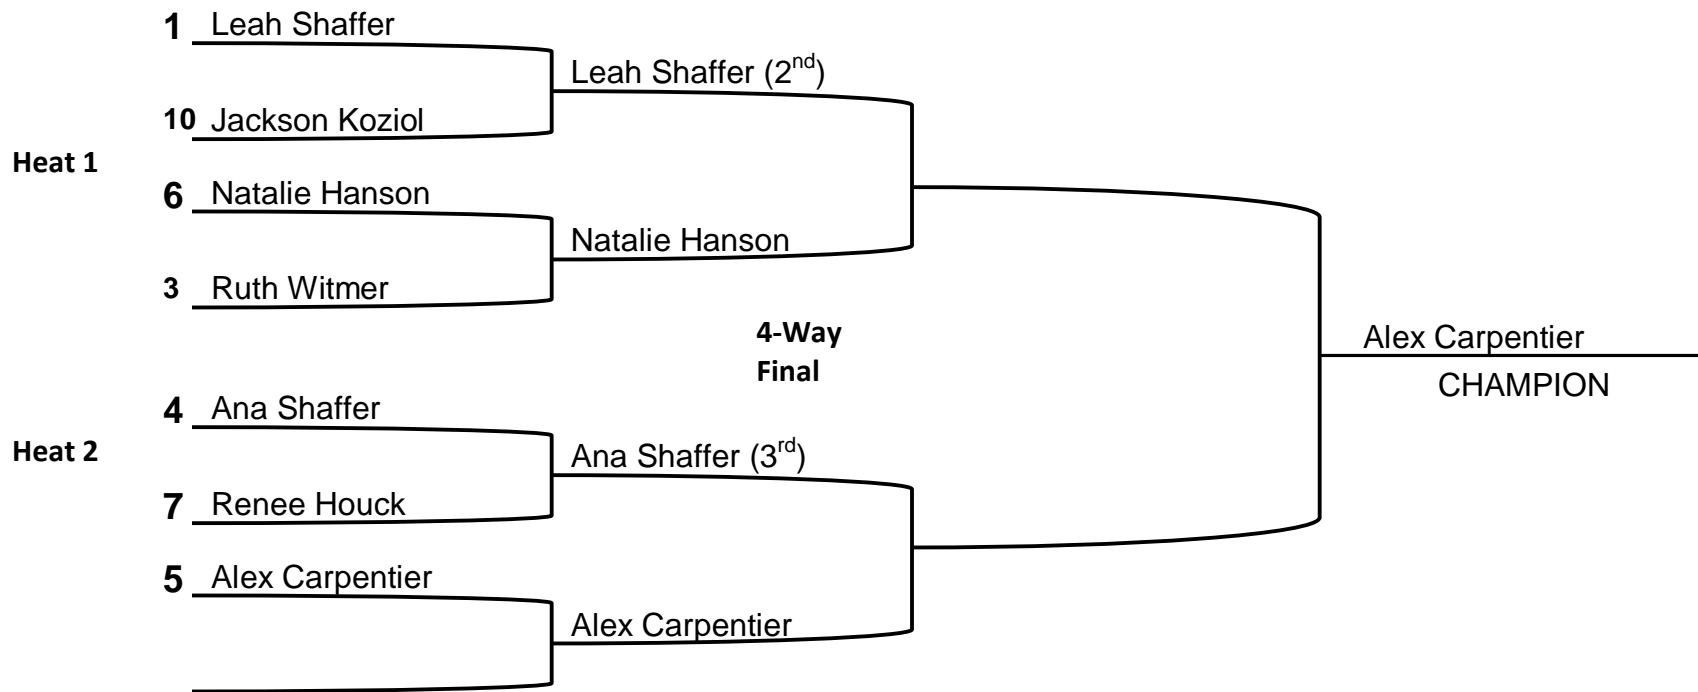 1 Leah Shaffer
Leah Shaffer (2nd)
10 Jackson Koziol
Heat 1
6 Natalie Hanson
Natalie Hanson
3 Ruth Witmer
4-Way
Final
Alex Carpentier
CHAMPION
4 Ana Shaffer
Heat 2
Ana Shaffer (3rd)
7 Renee Houck
5 Alex Carpentier
Alex Carpentier